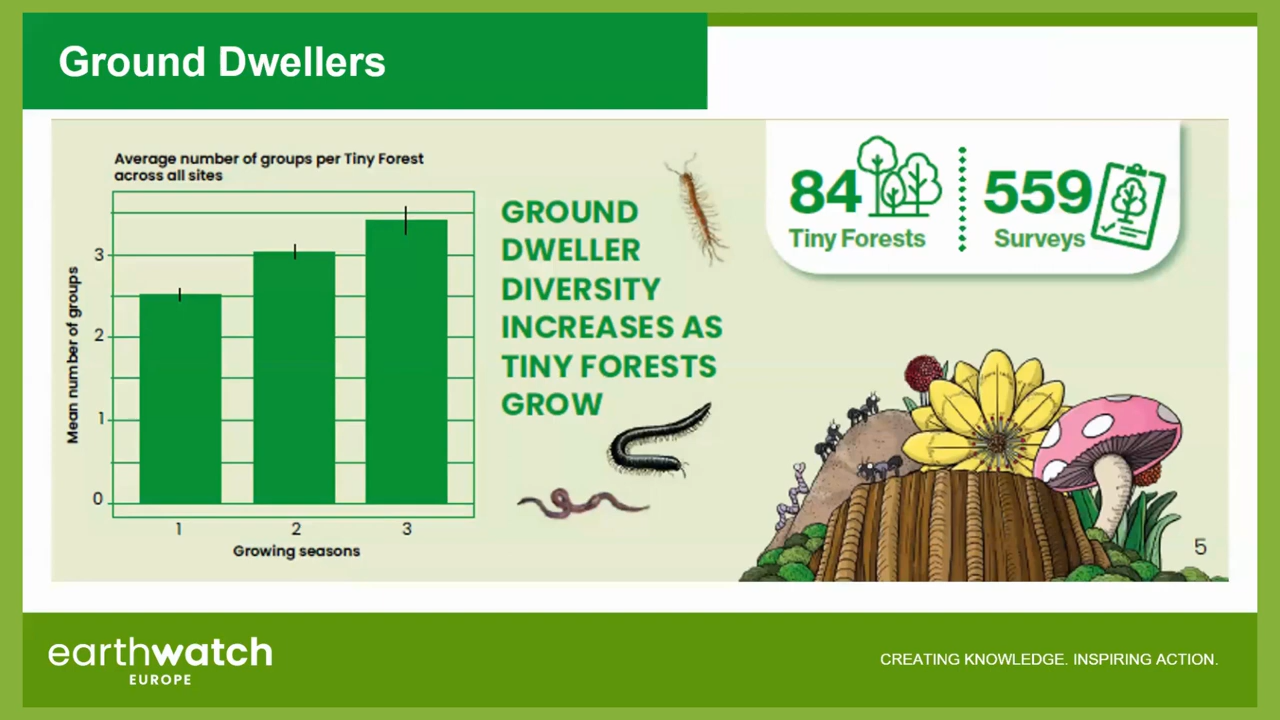 Ground Dwellers
Average number of groups per Tiny Forest
across all sites
Mean number of groups
3
2
1
0
1 2 3
Growing seasons
GROUND
DWELLER
DIVERSITY
INCREASES AS
TINY FORESTS
GROW
84
Tiny Forests
559
Surveys
5
earthwatch
EUROPE
CREATING KNOWLEDGE. INSPIRING ACTION.